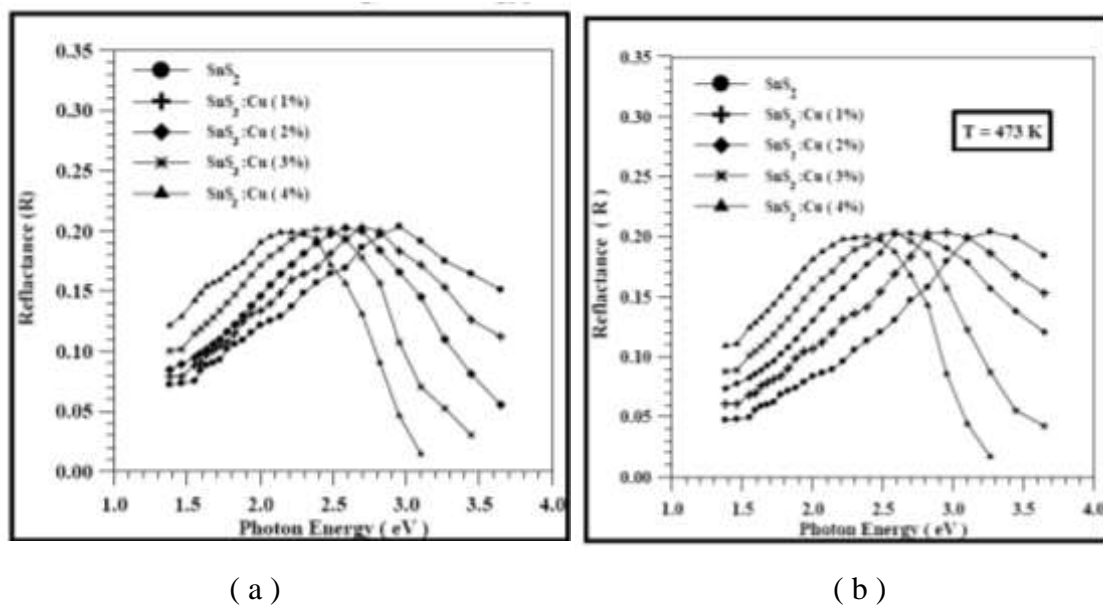 0.35
0.30
0.25
0.20
0.15
0.10
0.05
0.00
Reflectance (R)
SnS2
SnS2:Cu ( 1%)
SnS2:Cu ( 2%)
SnS2:Cu ( 3%)
SnS2:Cu ( 4%)
1.0 1.5 2.0 2.5 3.0 3.5 4.0
Photon Energy ( eV )
( a )
0.35
0.30
0.25
0.20
0.15
0.10
0.05
0.00
Reflectance ( R )
SnS2
SnS2:Cu ( 1%)
SnS2:Cu ( 2%)
SnS2:Cu ( 3%)
SnS2:Cu ( 4%)
T = 473 K
1.0 1.5 2.0 2.5 3.0 3.5 4.0
Photon Energy ( eV )
( b )